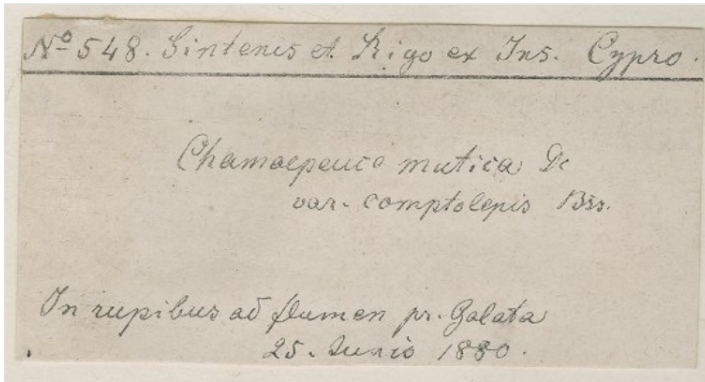 Nº 548. Sintenis et Rigo ex Ins. Cypro.
Chamaepeuce mutica Dc
var. comptolepis Bss.
In rupibus ad flumen pr. Galata
25. Junio 1880.